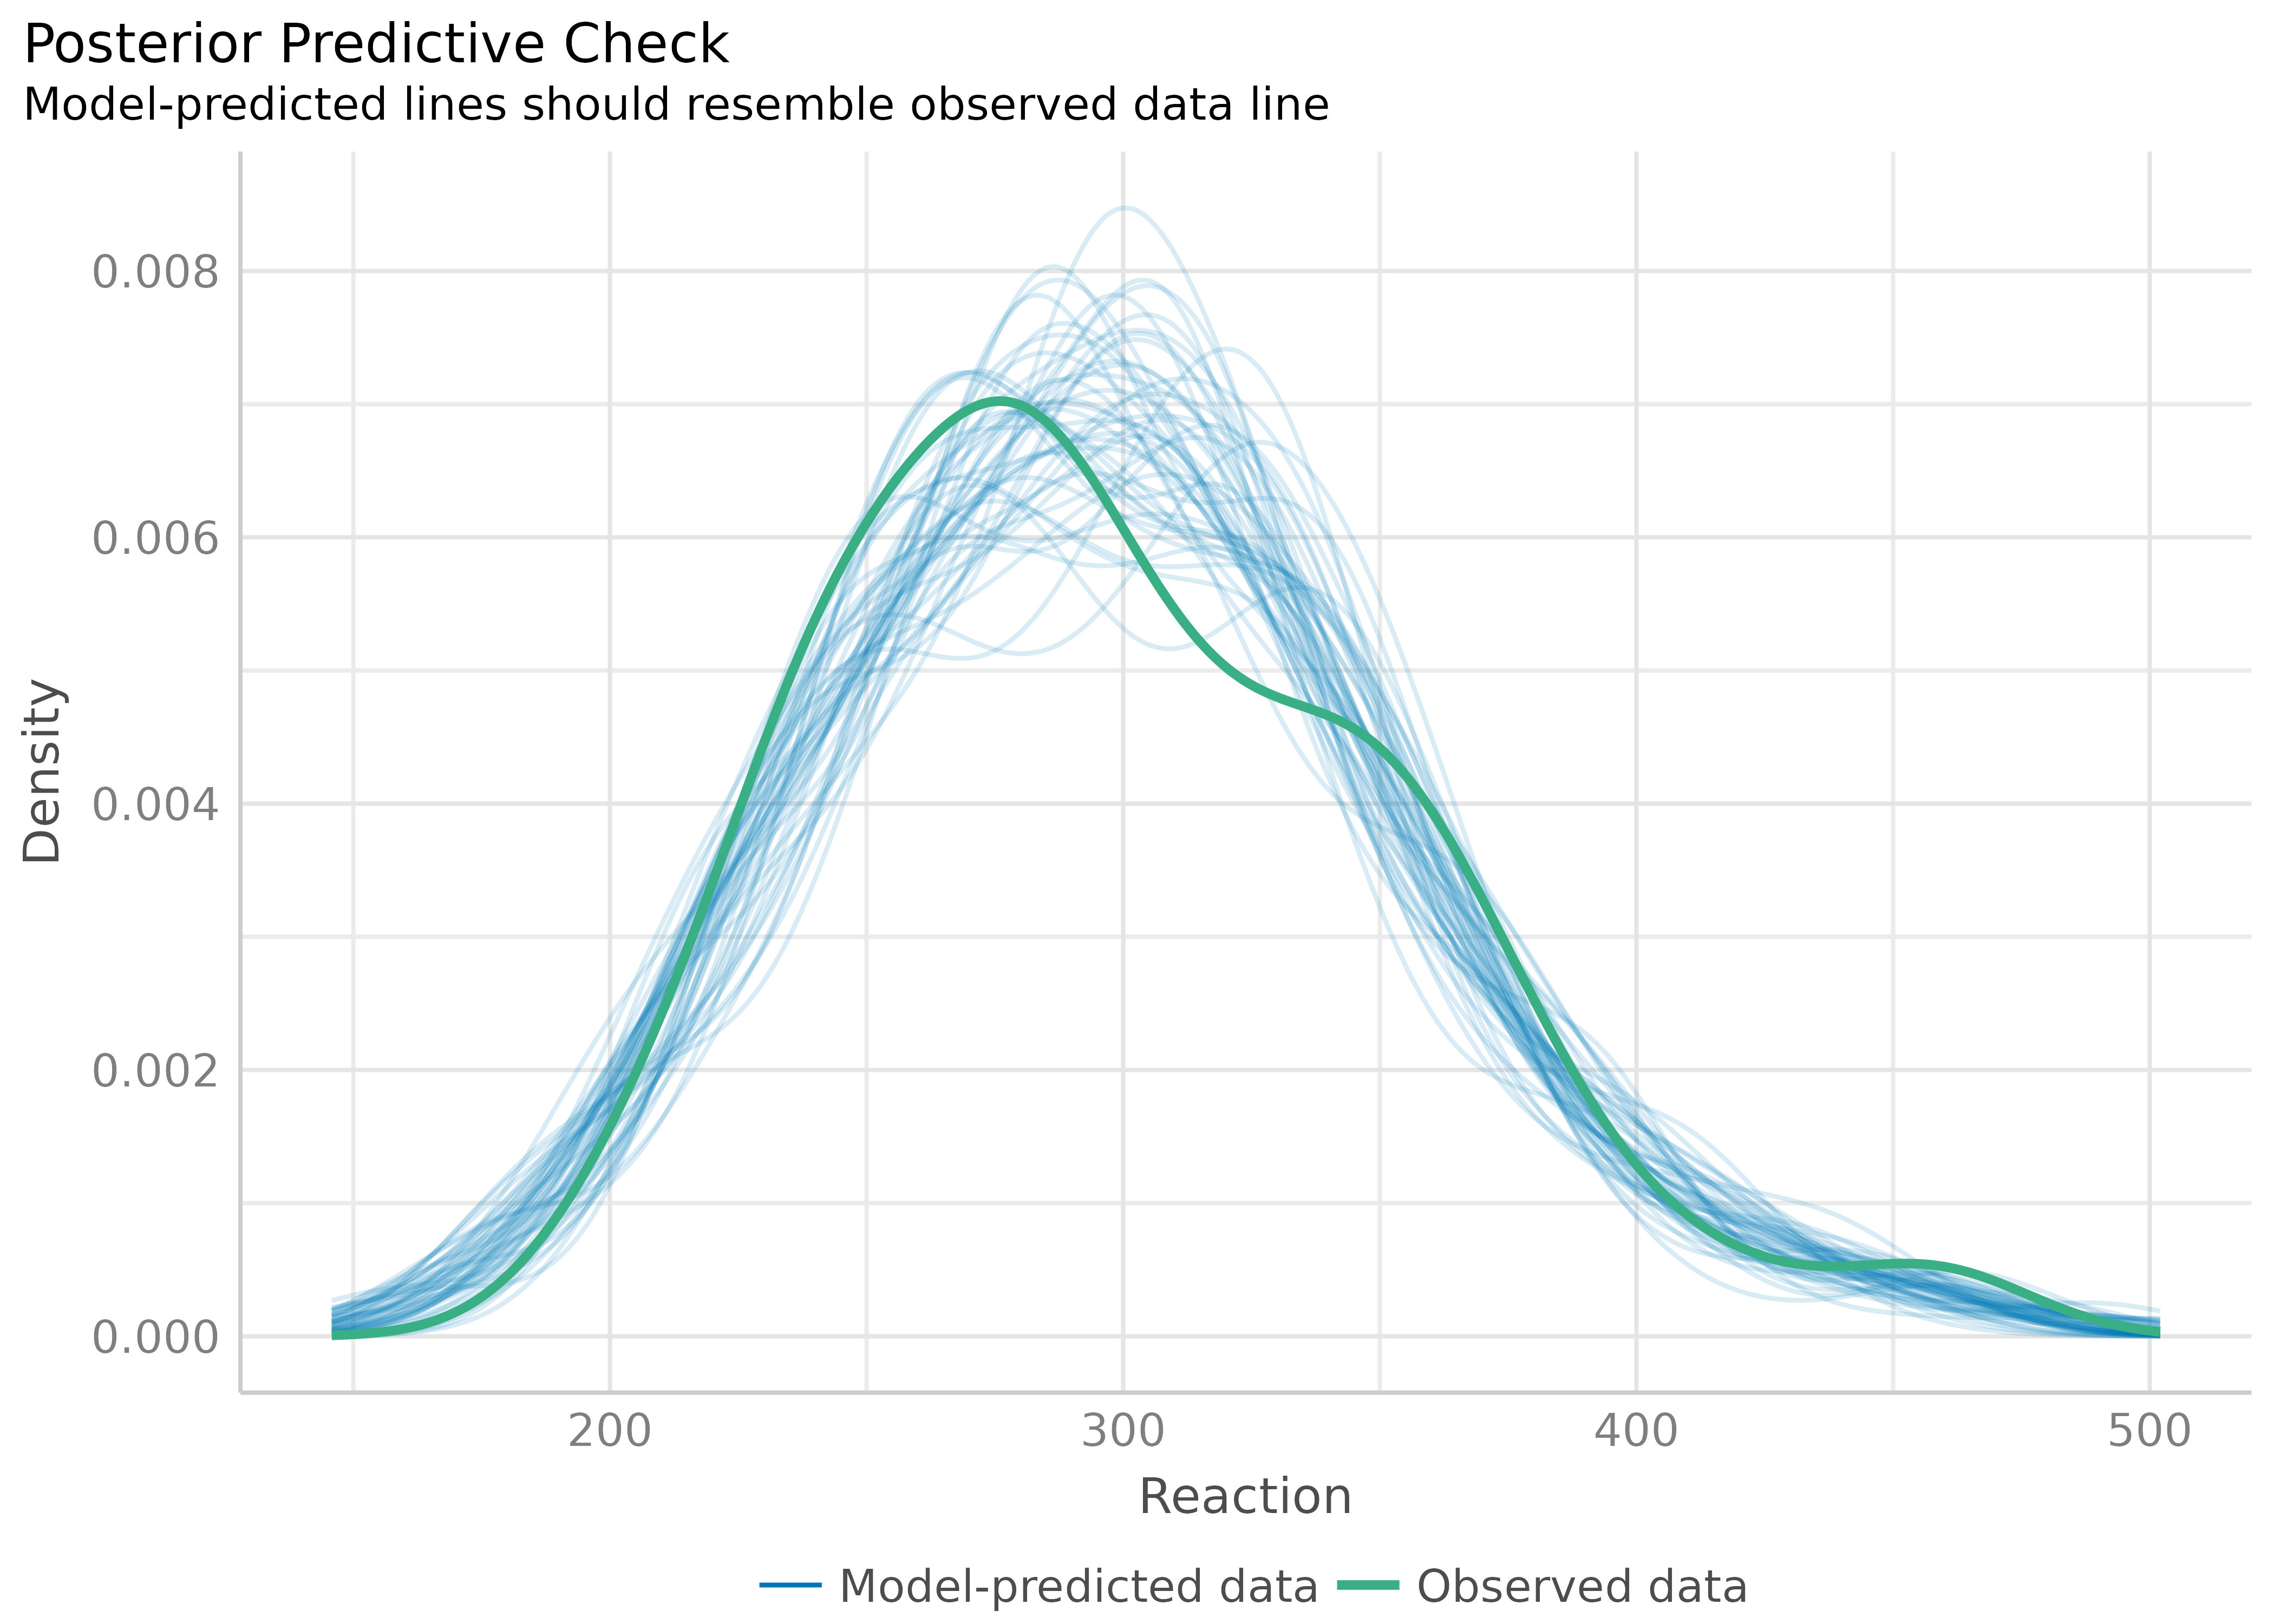 Posterior Predictive Check
Model-predicted lines should resemble observed data line
Density
0.008
0.006
0.004
0.002
0.000
200 300 400 500
Reaction
Model-predicted data Observed data